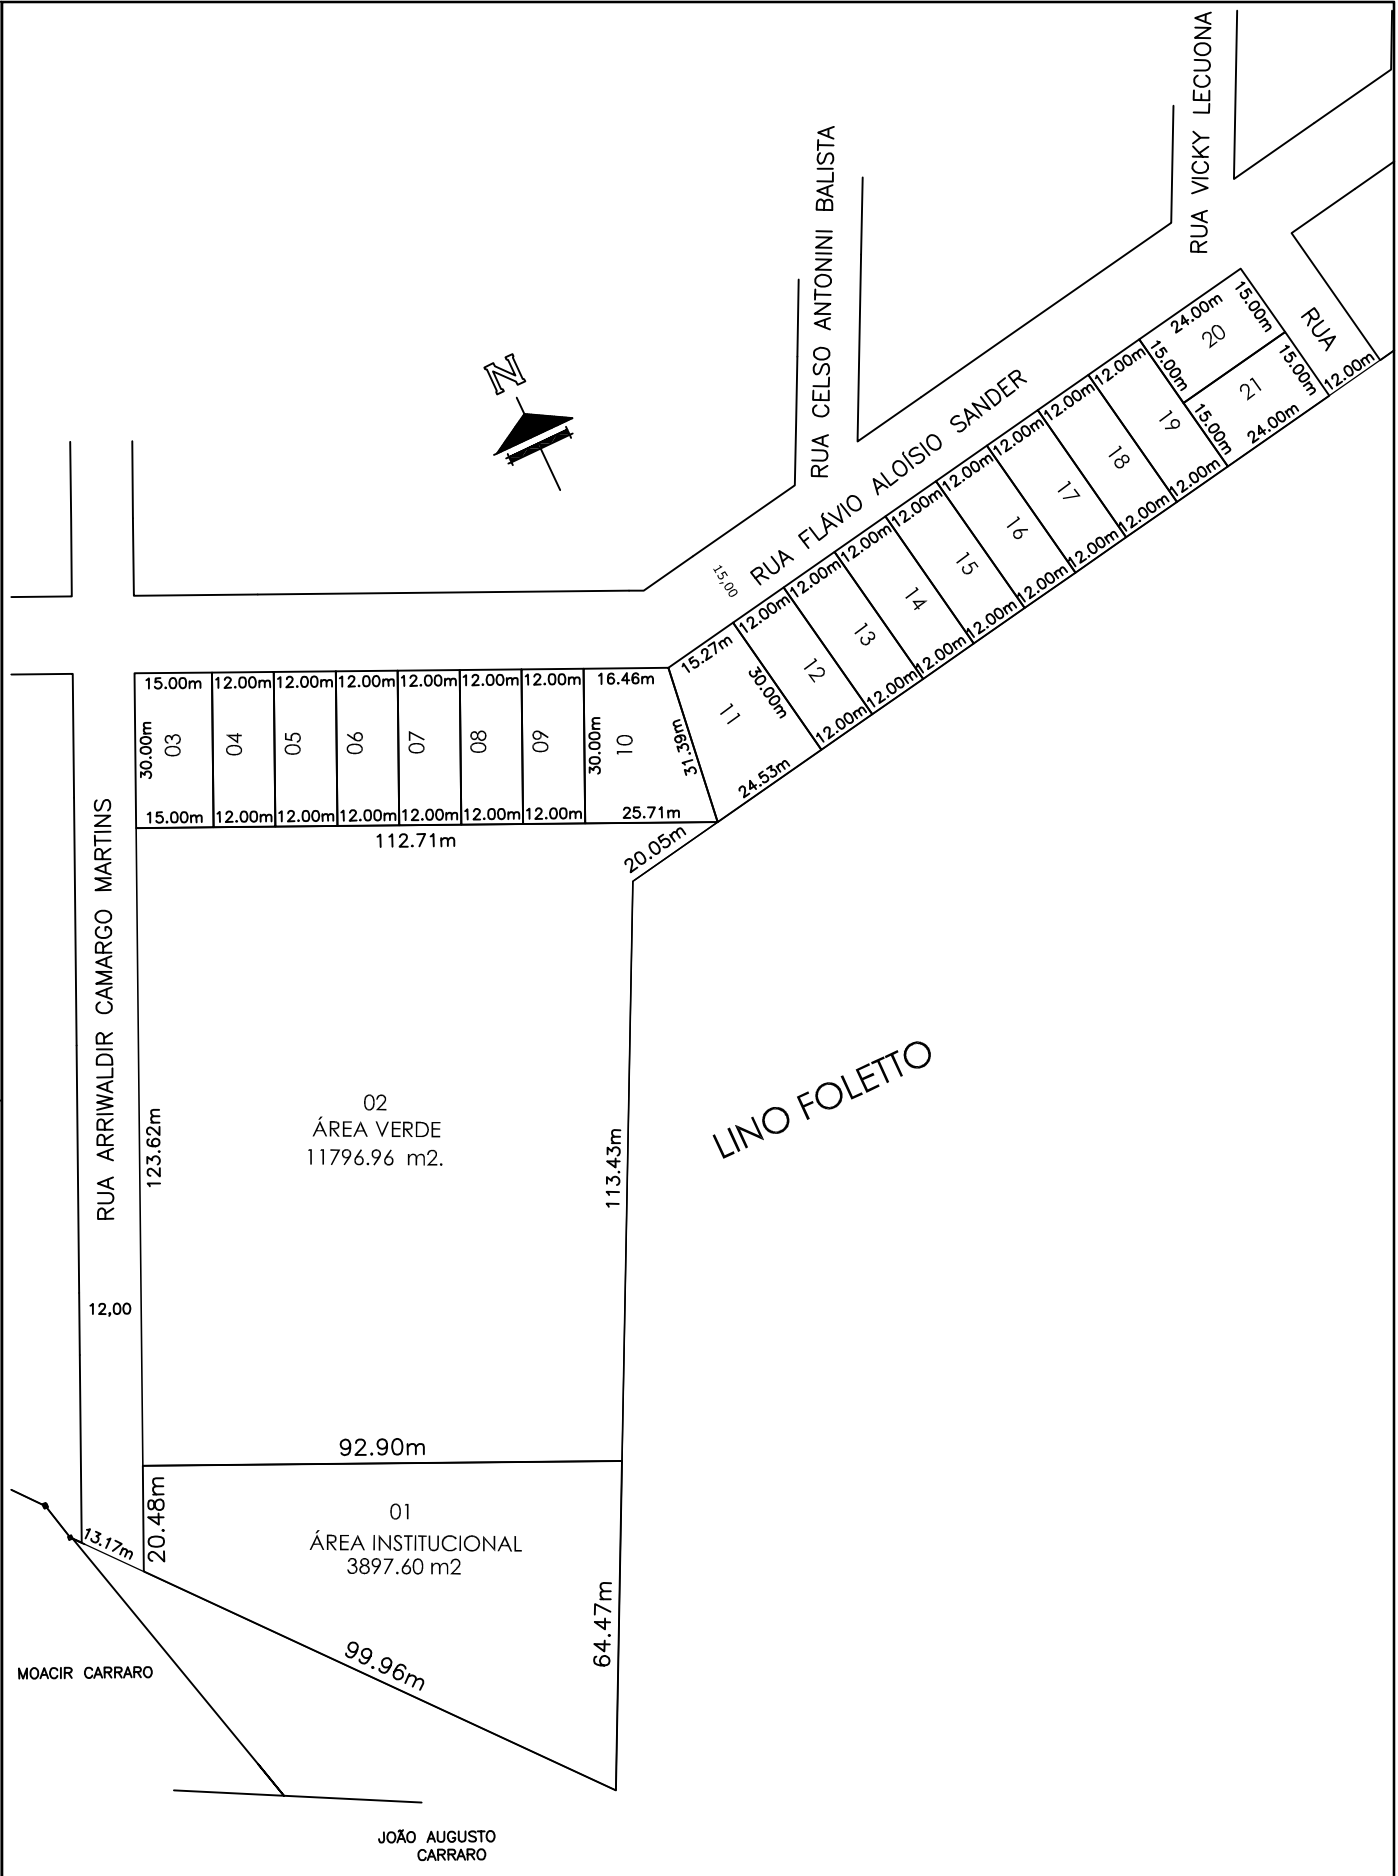 RUA VICKY LECUONA
RUA CELSO ANTONINI BALISTA
N
RUA FLÁVIO ALOÍSIO SANDER
15,00
RUA
12.00m
24.00m
15.00m
20
15.00m
15.00m
21
15.00m
24.00m
12.00m
19
12.00m
12.00m
18
12.00m
12.00m
17
12.00m
12.00m
16
12.00m
12.00m
15
12.00m
12.00m
14
12.00m
12.00m
13
12.00m
12.00m
12
12.00m
15.27m
30.00m
11
24.53m
31.39m
15.00m 12.00m 12.00m 12.00m 12.00m 12.00m 12.00m 16.46m
30.00m 03 04 05 06 07 08 09 30.00m 10
15.00m 12.00m 12.00m 12.00m 12.00m 12.00m 12.00m 25.71m
112.71m
20.05m
RUA ARRIWALDIR CAMARGO MARTINS
12,00
123.62m
02
ÁREA VERDE
11796.96 m2.
113.43m
LINO FOLETTO
92.90m
20.48m
01
ÁREA INSTITUCIONAL
3897.60 m2
13.17m
64.47m
99.96m
MOACIR CARRARO
JOÃO AUGUSTO
CARRARO